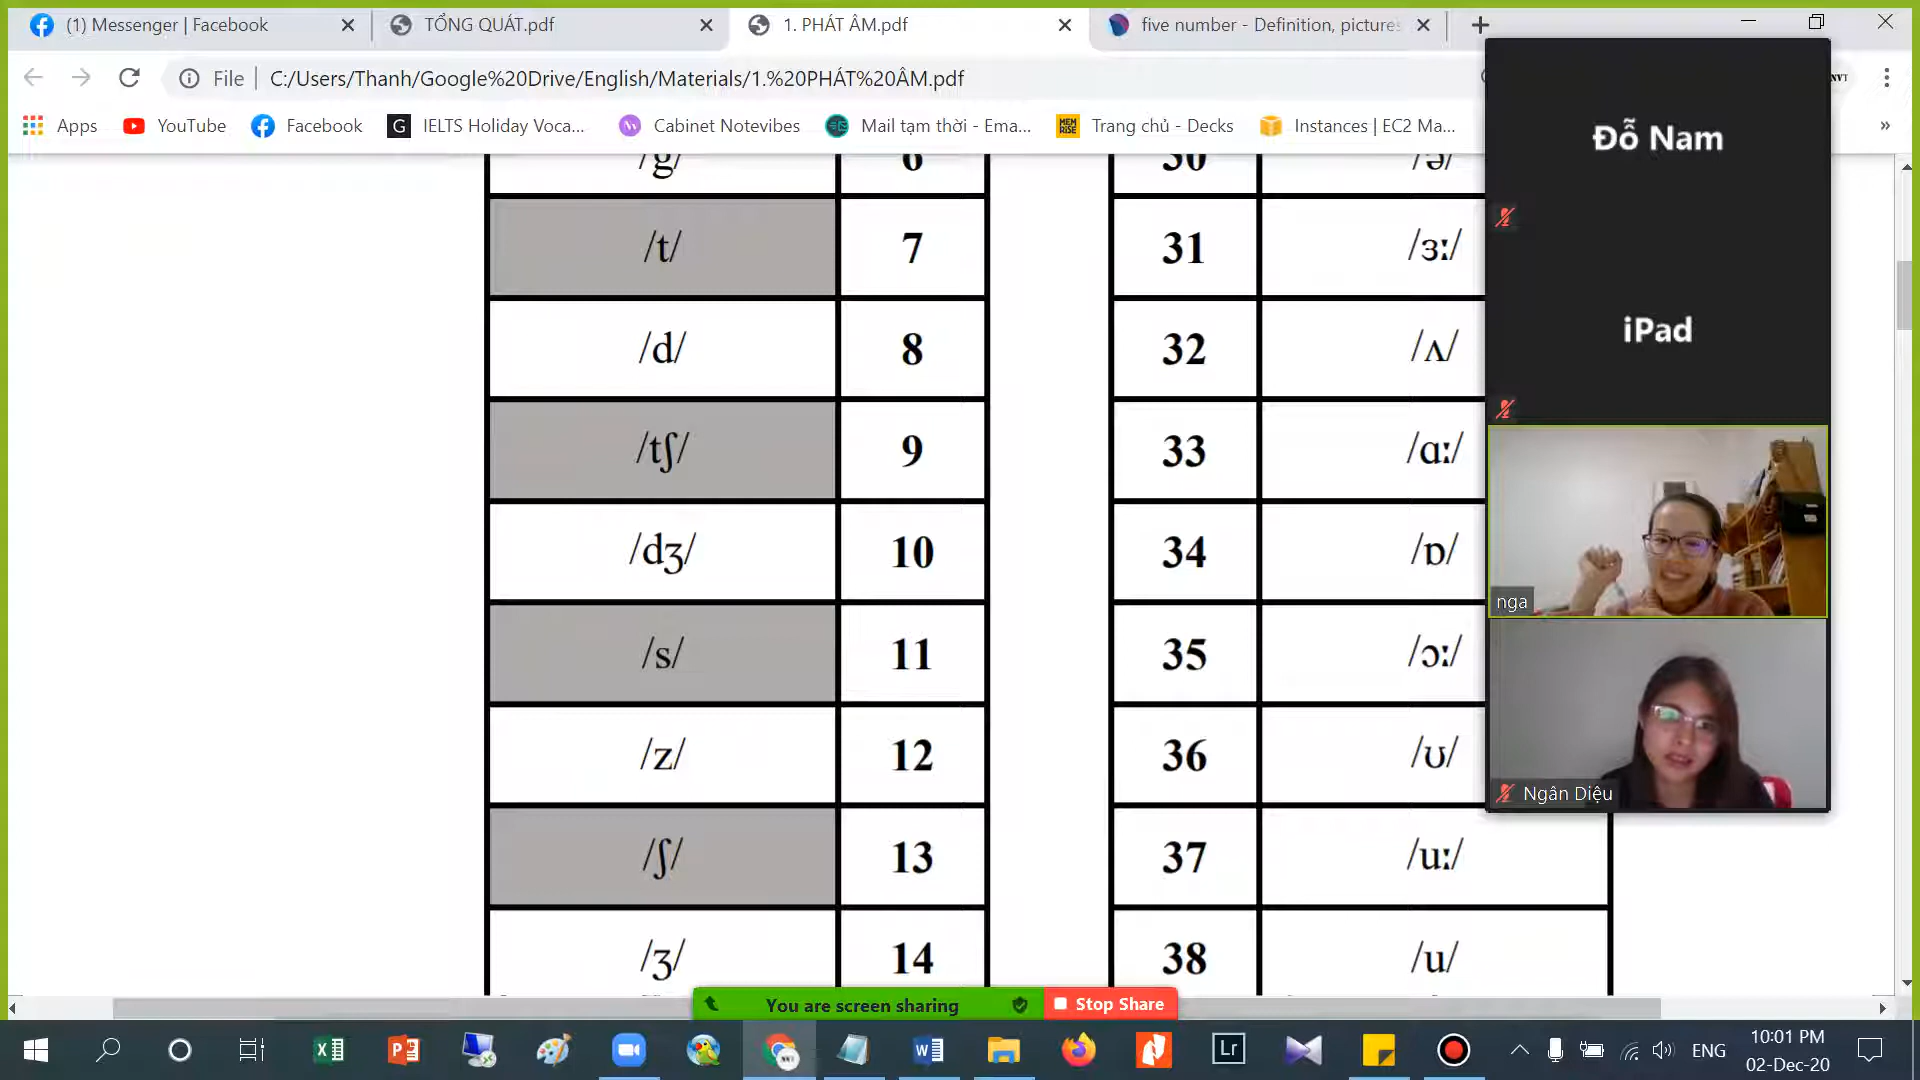 (1) Messenger | Facebook
TỔNG QUÁT.pdf
1. PHÁT ÂM.pdf
five number - Definition, pictures
File
C:/Users/Thanh/Google%20Drive/English/Materials/1.%20PHÁT%20ÂM.pdf
Apps
YouTube
Facebook
IELTS Holiday Voca...
Cabinet Notevibes
Mail tạm thời - Ema...
Trang chủ - Decks
Instances | EC2 Ma...
/g/ 6 30 /ə/
/t/ 7 31 /ɜː/
/d/ 8 32 /ʌ/
/tʃ/ 9 33 /ɑː/
/dʒ/ 10 34 /ɒ/
/s/ 11 35 /ɔː/
/z/ 12 36 /ʊ/
/ʃ/ 13 37 /uː/
/ʒ/ 14 38 /u/
Đỗ Nam
iPad
nga
Ngân Diệu
You are screen sharing
Stop Share
ENG
10:01 PM
02-Dec-20